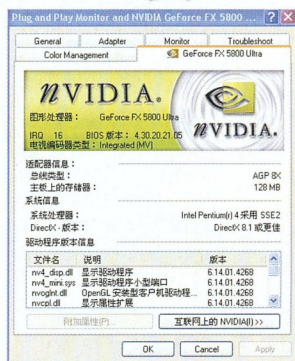 Plug and Play Monitor and NVIDIA GeForce FX 5800 ...
General Adapter Monitor Troubleshoot
Color Management GeForce FX 5800 Ultra
NVIDIA.
图形处理器： GeForce FX 5800 Ultra
IRQ 16 BIOS 版本： 4.30.20.21.05
NVIDIA.
电视编码器类型：Integrated (MV)
适配器信息：
总线类型： AGP 8X
主板上的存储器： 128 MB
系统信息
系统处理器： Intel Pentium(r) 4 采用 SSE2
DirectX - 版本： DirectX 8.1 或更佳
驱动程序版本信息
文件名 说明 版本
nv4_disp.dll 显示驱动程序 6.14.01.4268
nv4_mini.sys 显示驱动程序小型端口 6.14.01.4268
nvoglnt.dll OpenGL 安装型客户机驱动程... 6.14.01.4268
nvcpl.dll 显示属性扩展 6.14.01.4268
附加属性(P) 互联网上的 NVIDIA(I) >>
OK Cancel Apply